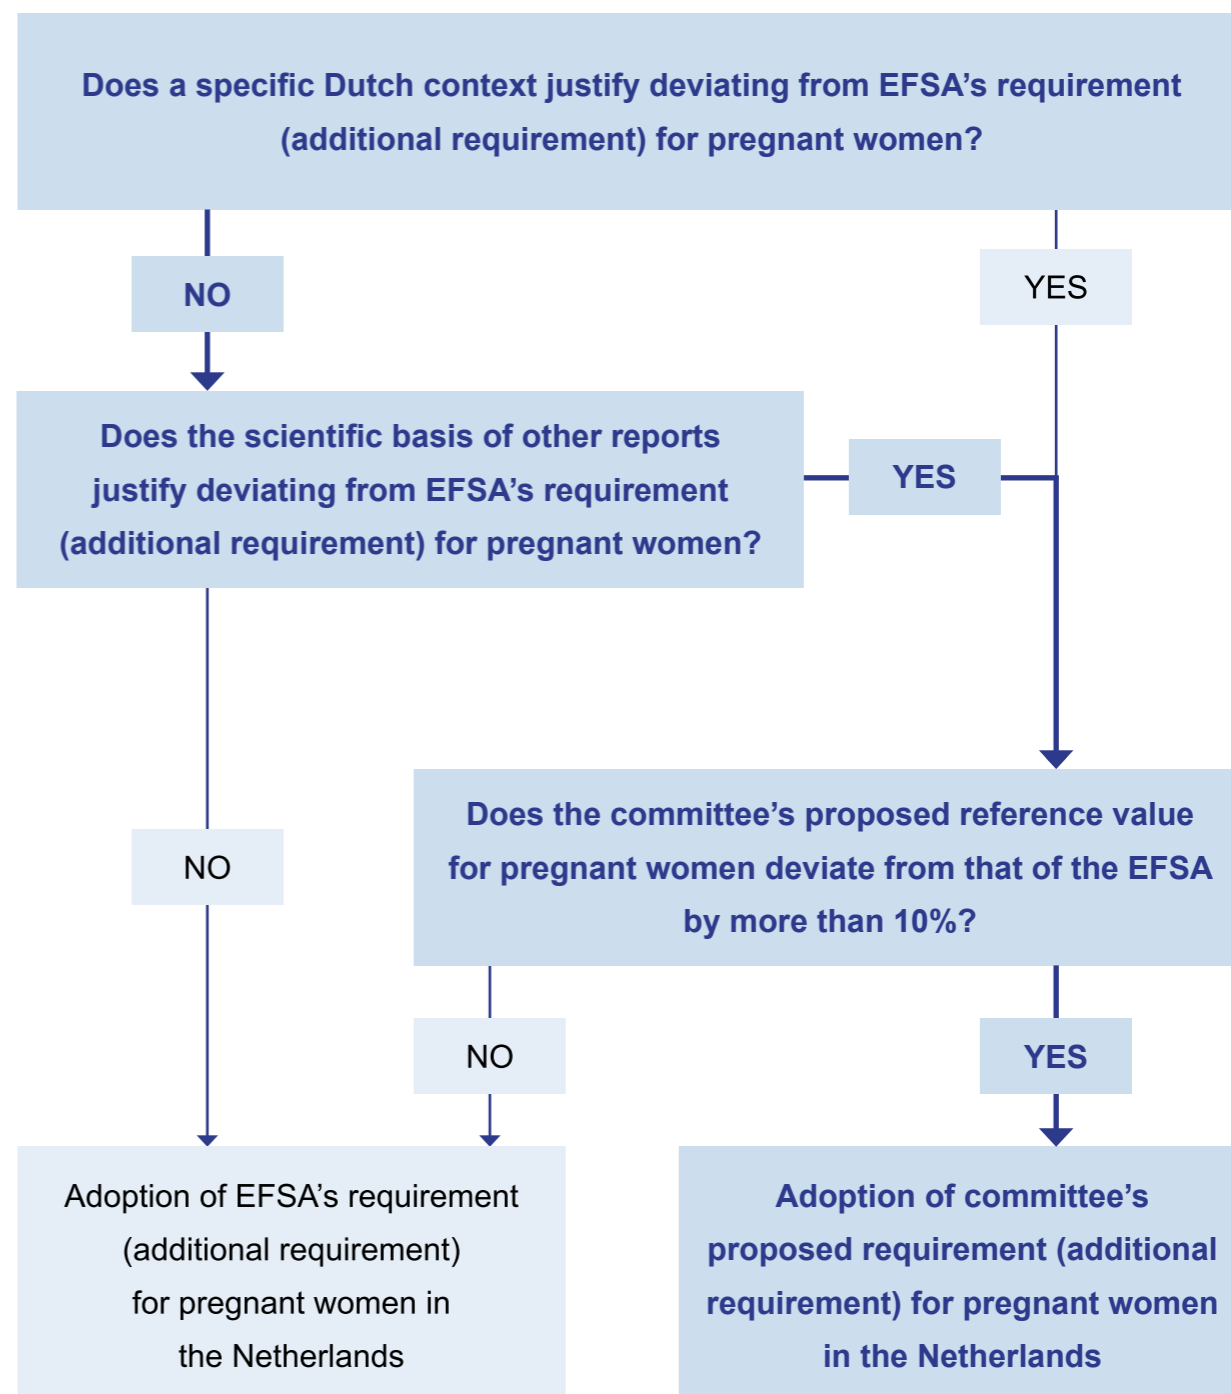 Does a specific Dutch context justify deviating from EFSA’s requirement
(additional requirement) for pregnant women?
NO
YES
Does the scientific basis of other reports
justify deviating from EFSA’s requirement
(additional requirement) for pregnant women?
YES
Does the committee’s proposed reference value
for pregnant women deviate from that of the EFSA
by more than 10%?
NO
NO
YES
Adoption of EFSA’s requirement
(additional requirement)
for pregnant women in
the Netherlands
Adoption of committee’s
proposed requirement (additional
requirement) for pregnant women
in the Netherlands